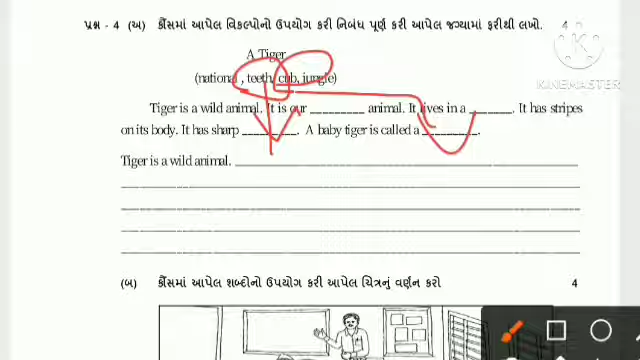 પ્રશ્ન - 4 (અ) કૌંસમાં આપેલ વિકલ્પોનો ઉપયોગ કરી નિબંધ પૂર્ણ કરી આપેલ જગ્યામાં ફરીથી લખો. 4
KINEMASTER
A Tiger
(national , teeth, cub, jungle)
Tiger is a wild animal. It is our ________ animal. It lives in a ________. It has stripes
on its body. It has sharp ________. A baby tiger is called a ________.
Tiger is a wild animal.
(બ) કૌંસમાં આપેલ શબ્દોનો ઉપયોગ કરી આપેલ ચિત્રનું વર્ણન કરો 4